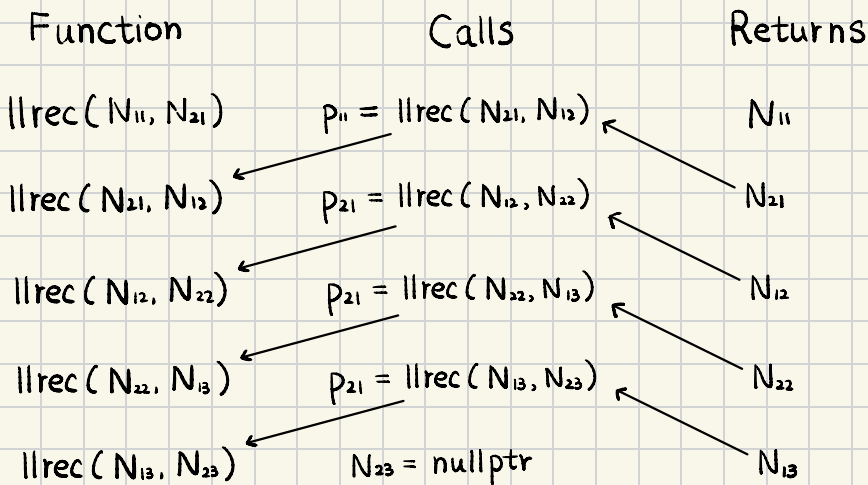 Function Calls Returns
llrec(N₁₁, N₂₁) p₁₁ = llrec(N₂₁, N₁₂) N₁₁
llrec(N₂₁, N₁₂) p₂₁ = llrec(N₁₂, N₂₂) N₂₁
llrec(N₁₂, N₂₂) p₂₁ = llrec(N₂₂, N₁₃) N₁₂
llrec(N₂₂, N₁₃) p₂₁ = llrec(N₁₃, N₂₃) N₂₂
llrec(N₁₃, N₂₃) N₂₃ = nullptr N₁₃